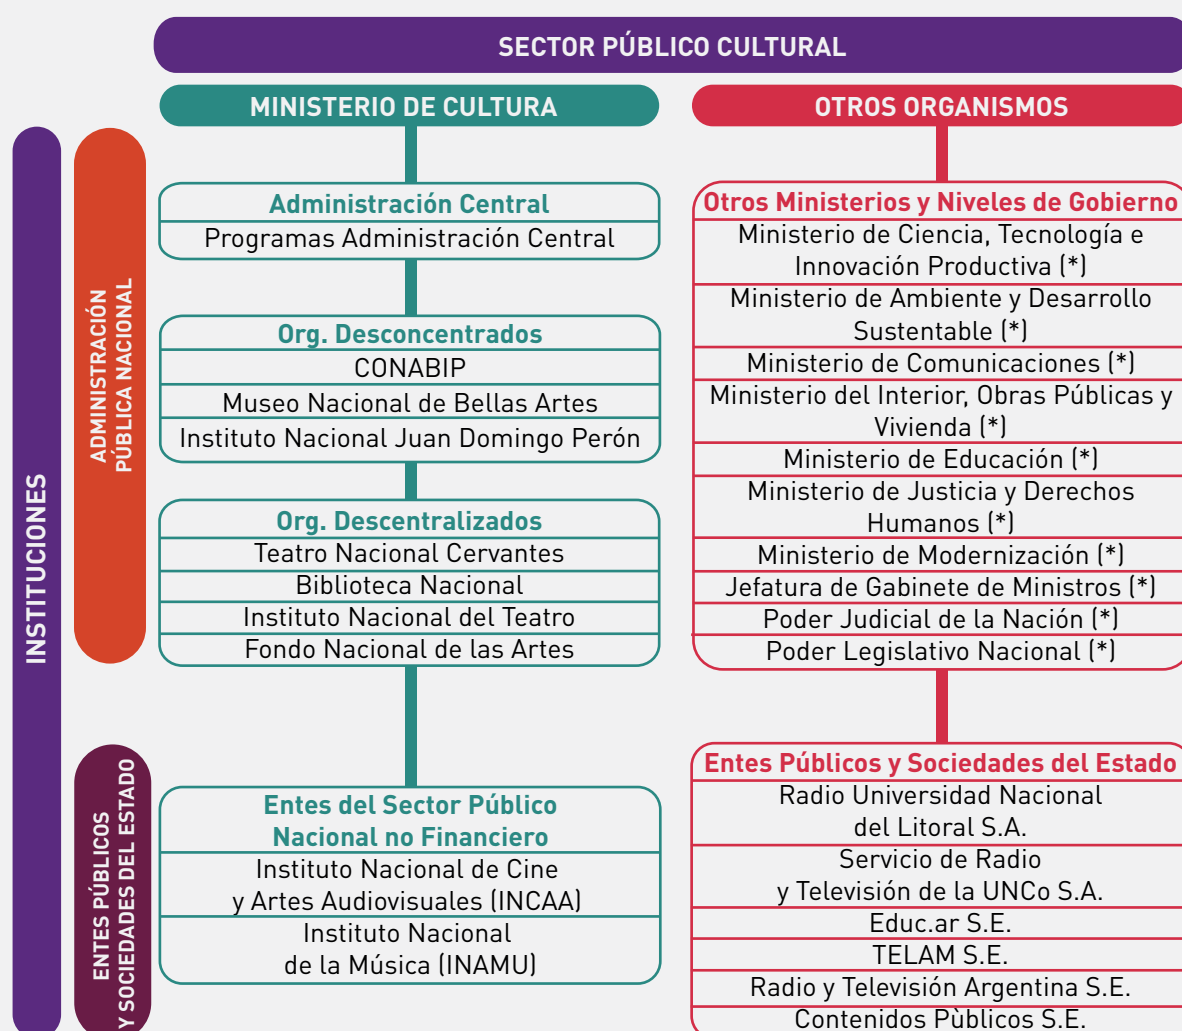 SECTOR PÚBLICO CULTURAL
MINISTERIO DE CULTURA
OTROS ORGANISMOS
INSTITUCIONES
ADMINISTRACIÓN
PÚBLICA NACIONAL
Administración Central
Programas Administración Central
Org. Desconcentrados
CONABIP
Museo Nacional de Bellas Artes
Instituto Nacional Juan Domingo Perón
Org. Descentralizados
Teatro Nacional Cervantes
Biblioteca Nacional
Instituto Nacional del Teatro
Fondo Nacional de las Artes
Otros Ministerios y Niveles de Gobierno
Ministerio de Ciencia, Tecnología e
Innovación Productiva (*)
Ministerio de Ambiente y Desarrollo
Sustentable (*)
Ministerio de Comunicaciones (*)
Ministerio del Interior, Obras Públicas y
Vivienda (*)
Ministerio de Educación (*)
Ministerio de Justicia y Derechos
Humanos (*)
Ministerio de Modernización (*)
Jefatura de Gabinete de Ministros (*)
Poder Judicial de la Nación (*)
Poder Legislativo Nacional (*)
ENTES PÚBLICOS
Y SOCIEDADES DEL ESTADO
Entes del Sector Público
Nacional no Financiero
Instituto Nacional de Cine
y Artes Audiovisuales (INCAA)
Instituto Nacional
de la Música (INAMU)
Entes Públicos y Sociedades del Estado
Radio Universidad Nacional
del Litoral S.A.
Servicio de Radio
y Televisión de la UNCo S.A.
Educ.ar S.E.
TELAM S.E.
Radio y Televisión Argentina S.E.
Contenidos Pùblicos S.E.